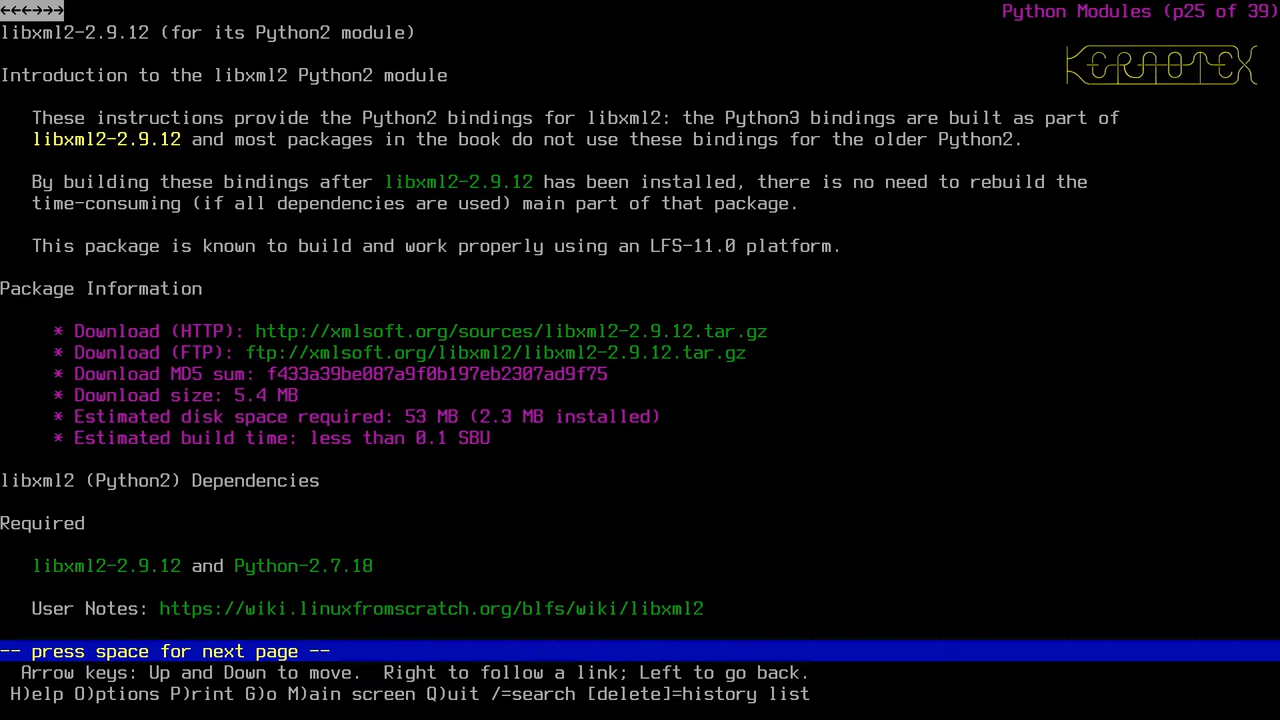 ←←←→→→
Python Modules (p25 of 39)
libxml2-2.9.12 (for its Python2 module)
KERNOTEX
Introduction to the libxml2 Python2 module
These instructions provide the Python2 bindings for libxml2: the Python3 bindings are built as part of
libxml2-2.9.12 and most packages in the book do not use these bindings for the older Python2.
By building these bindings after libxml2-2.9.12 has been installed, there is no need to rebuild the
time-consuming (if all dependencies are used) main part of that package.
This package is known to build and work properly using an LFS-11.0 platform.
Package Information
* Download (HTTP): http://xmlsoft.org/sources/libxml2-2.9.12.tar.gz
* Download (FTP): ftp://xmlsoft.org/libxml2/libxml2-2.9.12.tar.gz
* Download MD5 sum: f433a39be087a9f0b197eb2307ad9f75
* Download size: 5.4 MB
* Estimated disk space required: 53 MB (2.3 MB installed)
* Estimated build time: less than 0.1 SBU
libxml2 (Python2) Dependencies
Required
libxml2-2.9.12 and Python-2.7.18
User Notes: https://wiki.linuxfromscratch.org/blfs/wiki/libxml2
-- press space for next page --
Arrow keys: Up and Down to move. Right to follow a link; Left to go back.
H)elp O)ptions P)rint G)o M)ain screen Q)uit /=search [delete]=history list